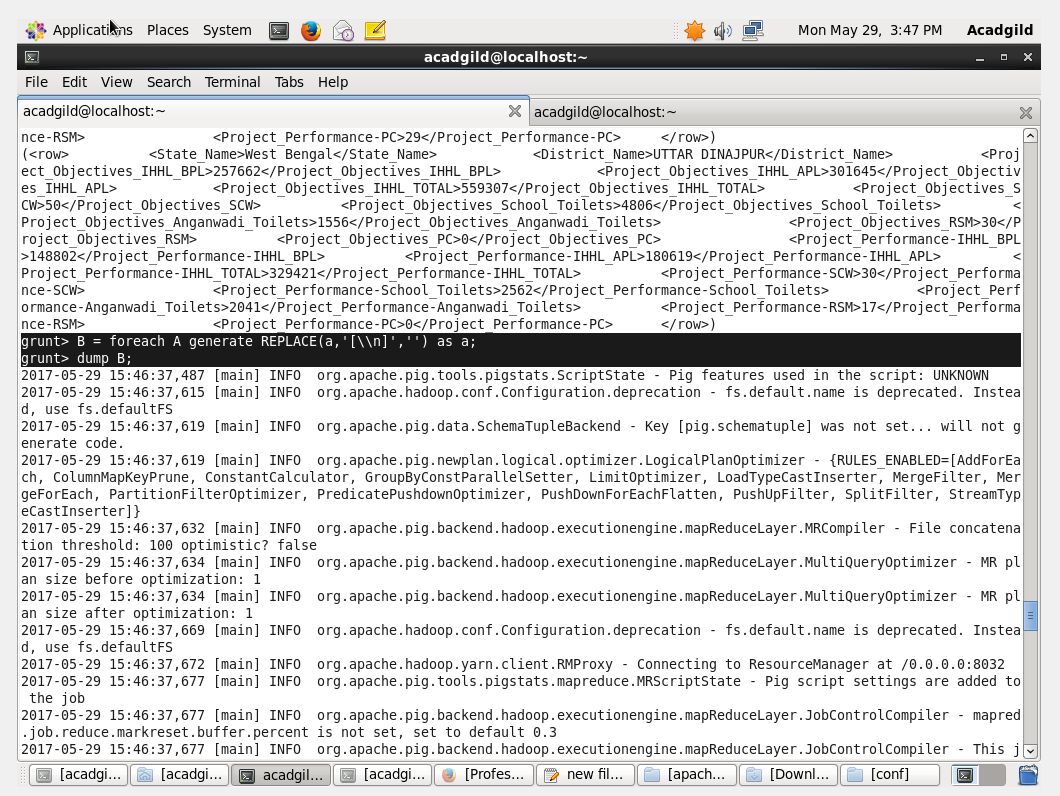 Applications Places System Mon May 29, 3:47 PM Acadgild
acadgild@localhost:~
File Edit View Search Terminal Tabs Help
acadgild@localhost:~ acadgild@localhost:~
nce-RSM> <Project_Performance-PC>29</Project_Performance-PC> </row>)
(<row> <State_Name>West Bengal</State_Name> <District_Name>UTTAR DINAJPUR</District_Name> <Proj
ect_Objectives_IHHL_BPL>257662</Project_Objectives_IHHL_BPL> <Project_Objectives_IHHL_APL>301645</Project_Objectiv
es_IHHL_APL> <Project_Objectives_IHHL_TOTAL>559307</Project_Objectives_IHHL_TOTAL> <Project_Objectives_S
CW>50</Project_Objectives_SCW> <Project_Objectives_School_Toilets>4806</Project_Objectives_School_Toilets> <
Project_Objectives_Anganwadi_Toilets>1556</Project_Objectives_Anganwadi_Toilets> <Project_Objectives_RSM>30</P
roject_Objectives_RSM> <Project_Objectives_PC>0</Project_Objectives_PC> <Project_Performance-IHHL_BPL
>148802</Project_Performance-IHHL_BPL> <Project_Performance-IHHL_APL>180619</Project_Performance-IHHL_APL> <
Project_Performance-IHHL_TOTAL>329421</Project_Performance-IHHL_TOTAL> <Project_Performance-SCW>30</Project_Performa
nce-SCW> <Project_Performance-School_Toilets>2562</Project_Performance-School_Toilets> <Project_Perf
ormance-Anganwadi_Toilets>2041</Project_Performance-Anganwadi_Toilets> <Project_Performance-RSM>17</Project_Performa
nce-RSM> <Project_Performance-PC>0</Project_Performance-PC> </row>)
grunt> B = foreach A generate REPLACE(a,'[\\n]','') as a;
grunt> dump B;
2017-05-29 15:46:37,487 [main] INFO org.apache.pig.tools.pigstats.ScriptState - Pig features used in the script: UNKNOWN
2017-05-29 15:46:37,615 [main] INFO org.apache.hadoop.conf.Configuration.deprecation - fs.default.name is deprecated. Instea
d, use fs.defaultFS
2017-05-29 15:46:37,619 [main] INFO org.apache.pig.data.SchemaTupleBackend - Key [pig.schematuple] was not set... will not g
enerate code.
2017-05-29 15:46:37,619 [main] INFO org.apache.pig.newplan.logical.optimizer.LogicalPlanOptimizer - {RULES_ENABLED=[AddForEa
ch, ColumnMapKeyPrune, ConstantCalculator, GroupByConstParallelSetter, LimitOptimizer, LoadTypeCastInserter, MergeFilter, Mer
geForEach, PartitionFilterOptimizer, PredicatePushdownOptimizer, PushDownForEachFlatten, PushUpFilter, SplitFilter, StreamTyp
eCastInserter]}
2017-05-29 15:46:37,632 [main] INFO org.apache.pig.backend.hadoop.executionengine.mapReduceLayer.MRCompiler - File concatena
tion threshold: 100 optimistic? false
2017-05-29 15:46:37,634 [main] INFO org.apache.pig.backend.hadoop.executionengine.mapReduceLayer.MultiQueryOptimizer - MR pl
an size before optimization: 1
2017-05-29 15:46:37,634 [main] INFO org.apache.pig.backend.hadoop.executionengine.mapReduceLayer.MultiQueryOptimizer - MR pl
an size after optimization: 1
2017-05-29 15:46:37,669 [main] INFO org.apache.hadoop.conf.Configuration.deprecation - fs.default.name is deprecated. Instea
d, use fs.defaultFS
2017-05-29 15:46:37,672 [main] INFO org.apache.hadoop.yarn.client.RMProxy - Connecting to ResourceManager at /0.0.0.0:8032
2017-05-29 15:46:37,677 [main] INFO org.apache.pig.tools.pigstats.mapreduce.MRScriptState - Pig script settings are added to
the job
2017-05-29 15:46:37,677 [main] INFO org.apache.pig.backend.hadoop.executionengine.mapReduceLayer.JobControlCompiler - mapred
.job.reduce.markreset.buffer.percent is not set, set to default 0.3
2017-05-29 15:46:37,677 [main] INFO org.apache.pig.backend.hadoop.executionengine.mapReduceLayer.JobControlCompiler - This j
[acadgi... [acadgi... acadgil... [acadgi... [Profes... new fil... [apach... [Downl... [conf]